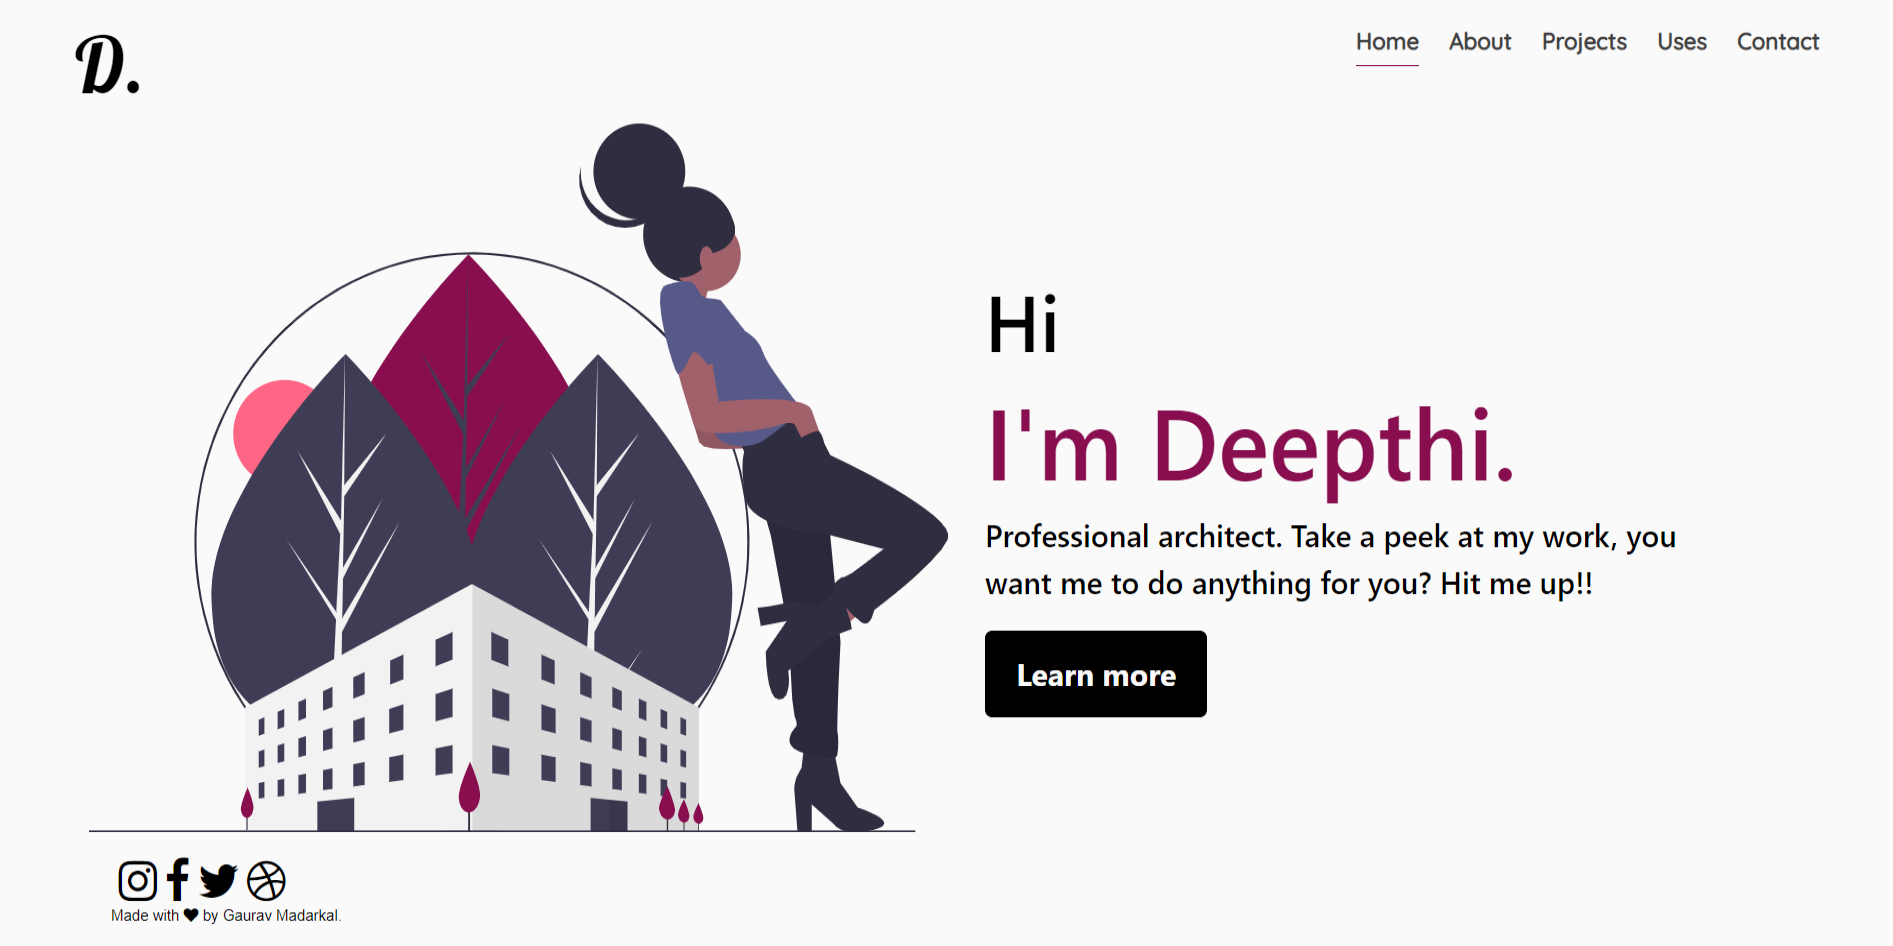 D.
Home About Projects Uses Contact
Hi
I'm Deepthi.
Professional architect. Take a peek at my work, you
want me to do anything for you? Hit me up!!
Learn more
Made with ♥ by Gaurav Madarkal.